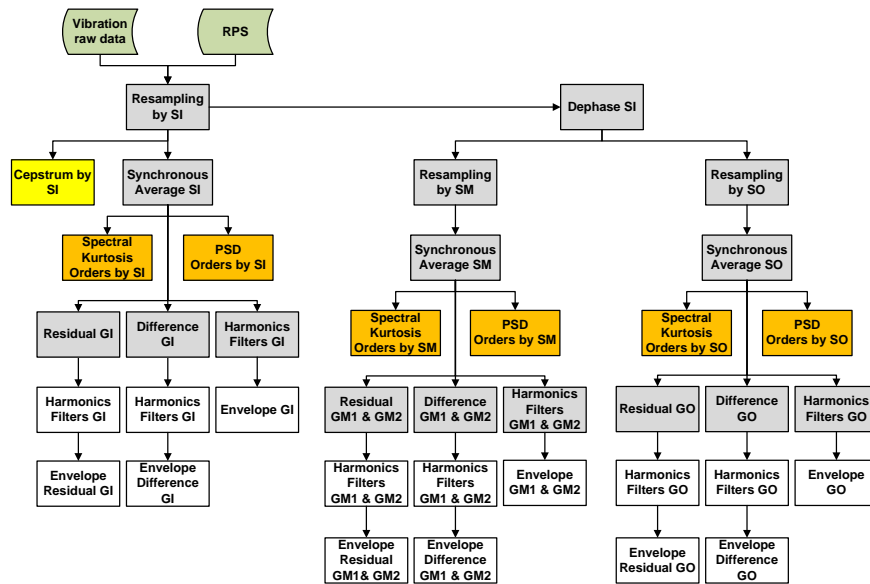 Vibration
raw data
RPS
Resampling
by SI
Dephase SI
Cepstrum by
SI
Synchronous
Average SI
Resampling
by SM
Resampling
by SO
Spectral
Kurtosis
Orders by SI
PSD
Orders by SI
Synchronous
Average SM
Synchronous
Average SO
Spectral
Kurtosis
Orders by SM
PSD
Orders by SM
Spectral
Kurtosis
Orders by SO
PSD
Orders by SO
Residual GI
Difference
GI
Harmonics
Filters GI
Residual
GM1 & GM2
Difference
GM1 & GM2
Harmonics
Filters
GM1 & GM2
Residual GO
Difference
GO
Harmonics
Filters GO
Harmonics
Filters GI
Harmonics
Filters GI
Envelope GI
Harmonics
Filters
GM1 & GM2
Harmonics
Filters
GM1 & GM2
Envelope
GM1 & GM2
Harmonics
Filters GO
Harmonics
Filters GO
Envelope
GO
Envelope
Residual GI
Envelope
Difference
GI
Envelope
Residual
GM1& GM2
Envelope
Difference
GM1 & GM2
Envelope
Residual GO
Envelope
Difference
GO